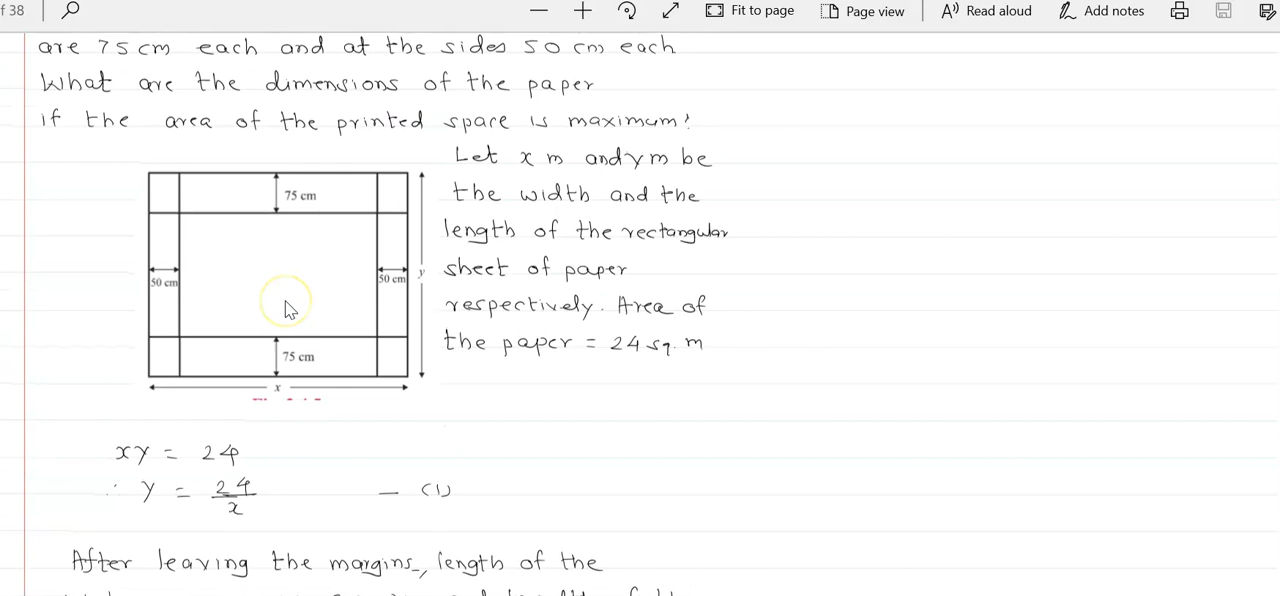 f 38
Fit to page
Page view
Read aloud
Add notes
are 75 cm each and at the sides 50 cm each
What are the dimensions of the paper
if the area of the printed space is maximum?
Let x m and y m be
the width and the
length of the rectangular
sheet of paper
respectively. Area of
the paper = 24 sq. m
75 cm
50 cm
50 cm
y
75 cm
x
xy = 24
∴ y = 24/x — (1)
After leaving the margins, length of the